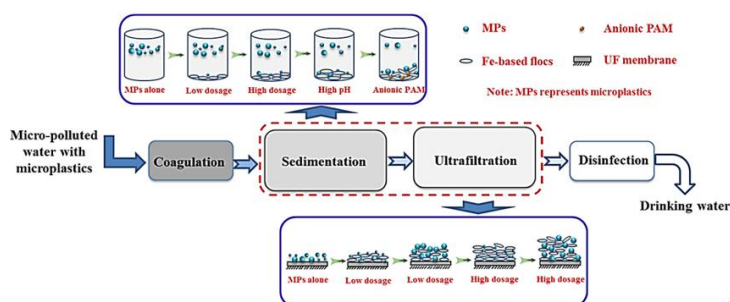 MPs alone
Low dosage
High dosage
High pH
Anionic PAM
MPs
Anionic PAM
Fe-based flocs
UF membrane
Note: MPs represents microplastics
Micro-polluted
water with
microplastics
Coagulation
Sedimentation
Ultrafiltration
Disinfection
Drinking water
MPs alone
Low dosage
Low dosage
High dosage
High dosage